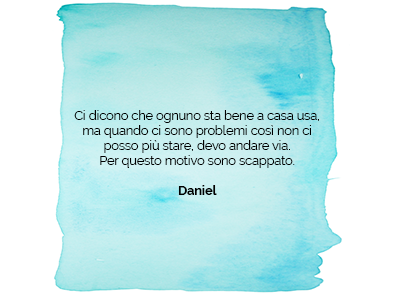 Ci dicono che ognuno sta bene a casa usa,
ma quando ci sono problemi così non ci
posso più stare, devo andare via.
Per questo motivo sono scappato.
Daniel